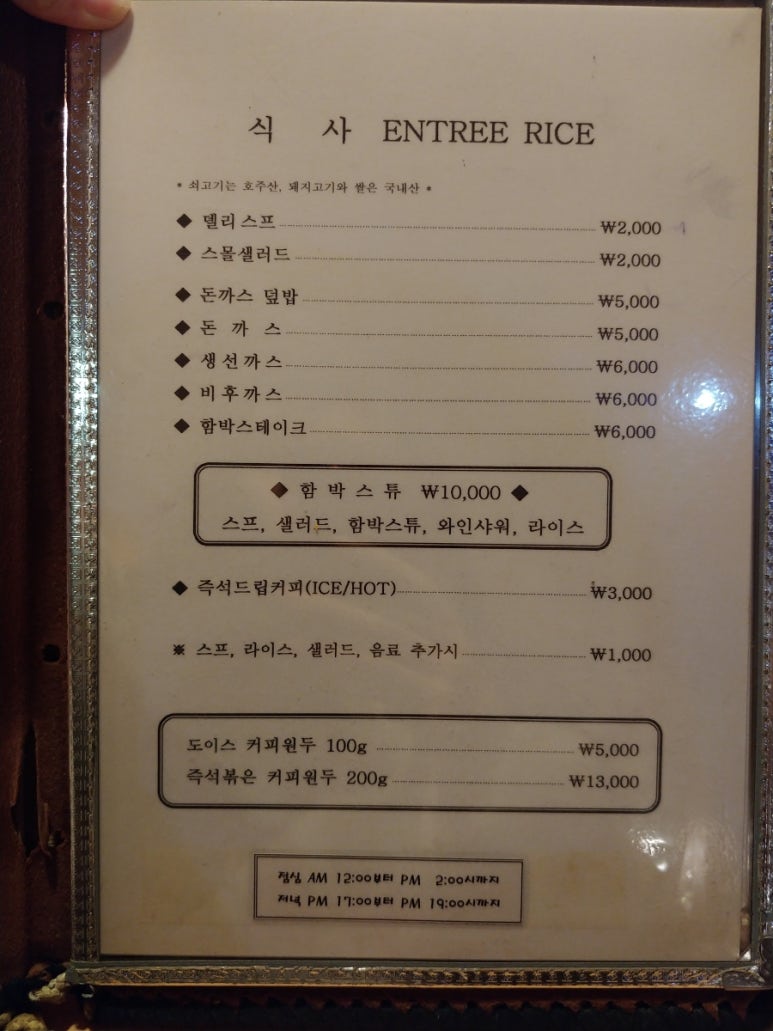 식 사 ENTREE RICE
* 쇠고기는 호주산, 돼지고기와 쌀은 국내산 *
◆ 델리스프 ₩2,000
◆ 스몰샐러드 ₩2,000
◆ 돈까스 덮밥 ₩5,000
◆ 돈 까 스 ₩5,000
◆ 생선까스 ₩6,000
◆ 비후까스 ₩6,000
◆ 함박스테이크 ₩6,000
◆ 함 박 스 튜 ₩10,000 ◆
스프, 샐러드, 함박스튜, 와인샤워, 라이스
◆ 즉석드립커피(ICE/HOT) ₩3,000
※ 스프, 라이스, 샐러드, 음료 추가시 ₩1,000
도이스 커피원두 100g ₩5,000
즉석볶은 커피원두 200g ₩13,000
점심 AM 12:00부터 PM 2:00시까지
저녁 PM 17:00부터 PM 19:00시까지